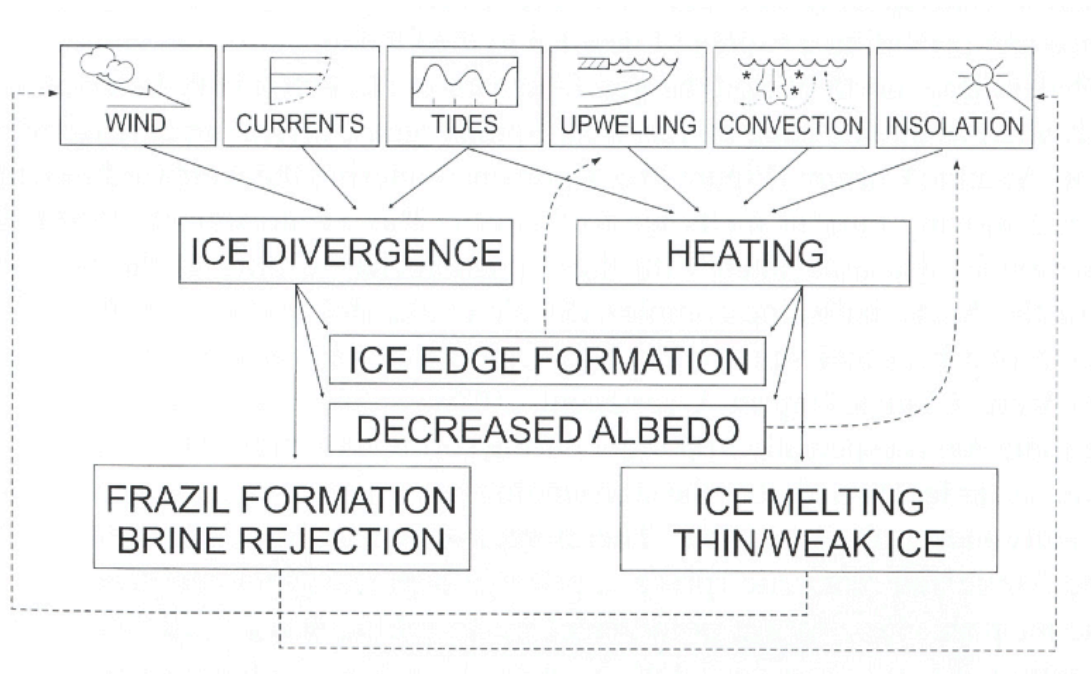 WIND
CURRENTS
TIDES
UPWELLING
CONVECTION
INSOLATION
ICE DIVERGENCE
HEATING
ICE EDGE FORMATION
DECREASED ALBEDO
FRAZIL FORMATION
BRINE REJECTION
ICE MELTING
THIN/WEAK ICE